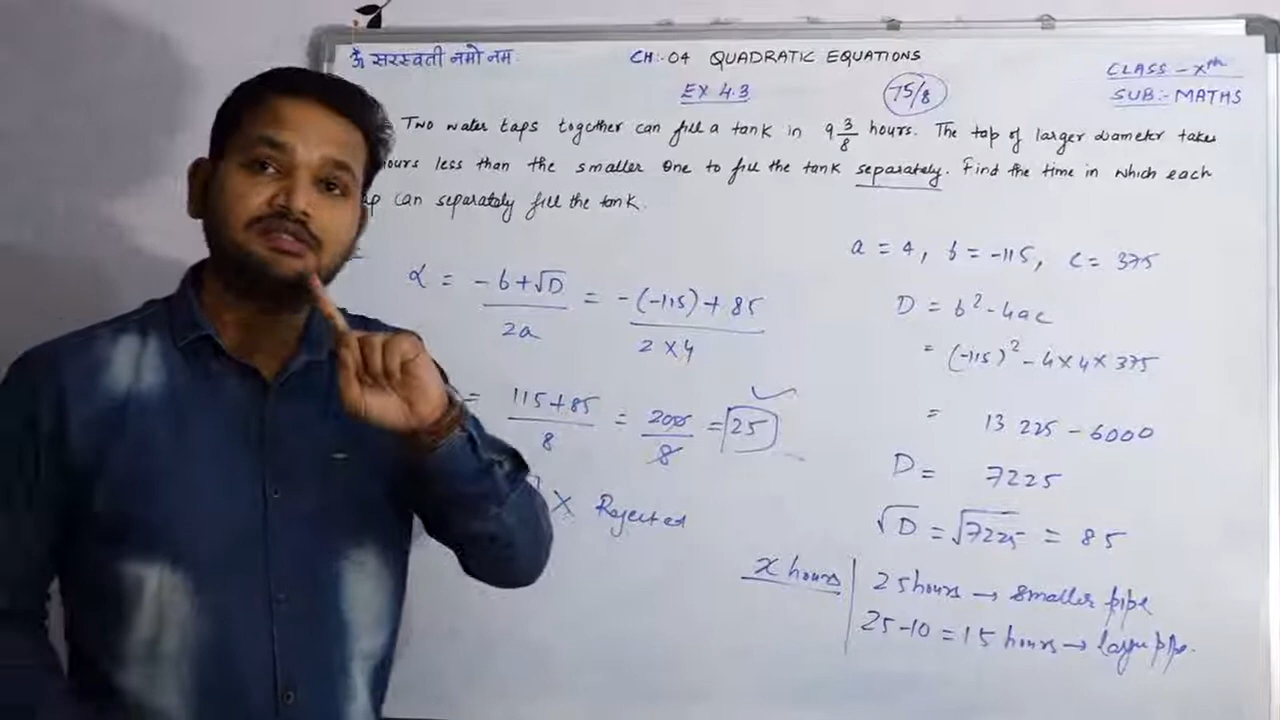 ॐ सरस्वती नमो नम.
CH:- 04 QUADRATIC EQUATIONS
CLASS - Xth
EX 4.3
75/8
SUB:- MATHS
Two water taps together can fill a tank in 9 3/8 hours. The tap of larger diameter takes
hours less than the smaller one to fill the tank separately. Find the time in which each
can separately fill the tank.
α = -b+√D / 2a = -(-115) + 85 / 2 × 4
= 115+85 / 8 = 200 / 8 = 25 ✓
× Rejected
a = 4, b = -115, c = 375
D = b² - 4ac
= (-115)² - 4×4×375
= 13225 - 6000
D = 7225
√D = √7225 = 85
x hours
25 hours → smaller pipe
25-10 = 15 hours → larger pipe.